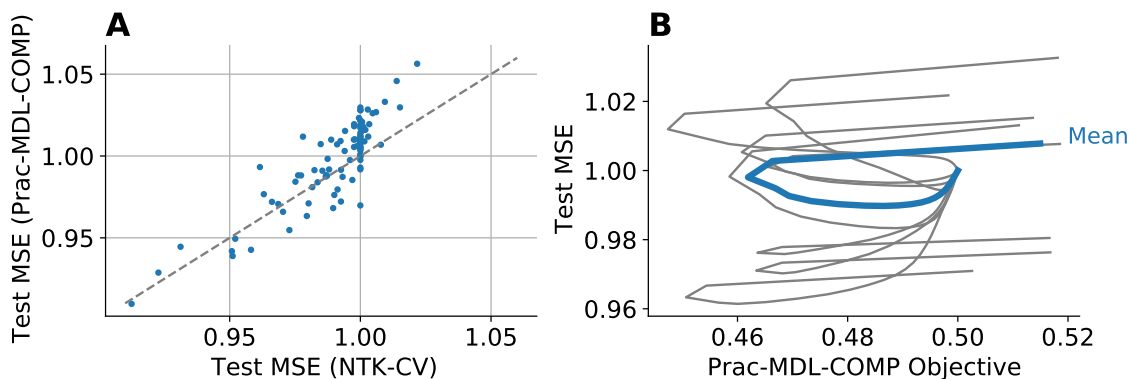 A
Test MSE (Prac-MDL-COMP)
1.05
1.00
0.95
0.95
1.00
1.05
Test MSE (NTK-CV)
B
Test MSE
1.02
1.00
0.98
0.96
Mean
0.46
0.48
0.50
0.52
Prac-MDL-COMP Objective